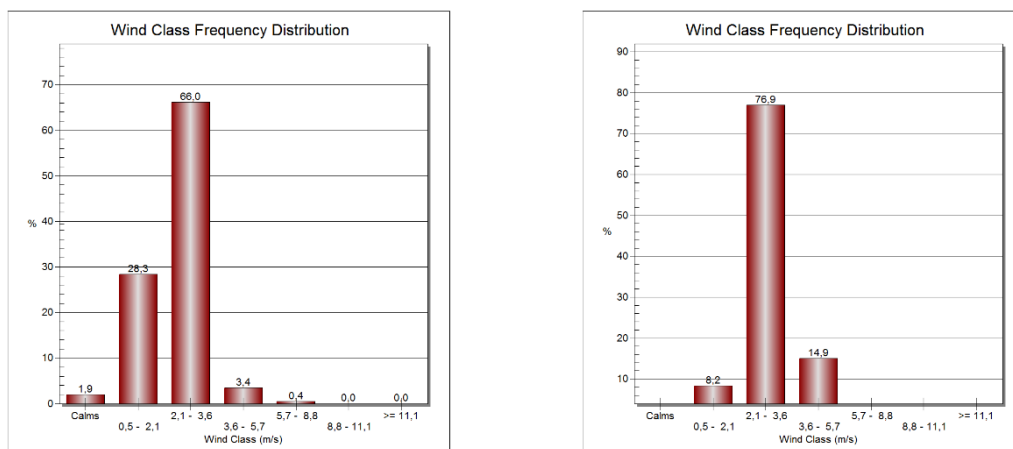 Wind Class Frequency Distribution
70
60
50
40
30
20
10
0
%
1,9
28,3
66,0
3,4
0,4
0,0
0,0
Calms
0,5 - 2,1
2,1 - 3,6
3,6 - 5,7
5,7 - 8,8
8,8 - 11,1
>= 11,1
Wind Class (m/s)
Wind Class Frequency Distribution
90
80
70
60
50
40
30
20
10
%
8,2
76,9
14,9
Calms
0,5 - 2,1
2,1 - 3,6
3,6 - 5,7
5,7 - 8,8
8,8 - 11,1
>= 11,1
Wind Class (m/s)